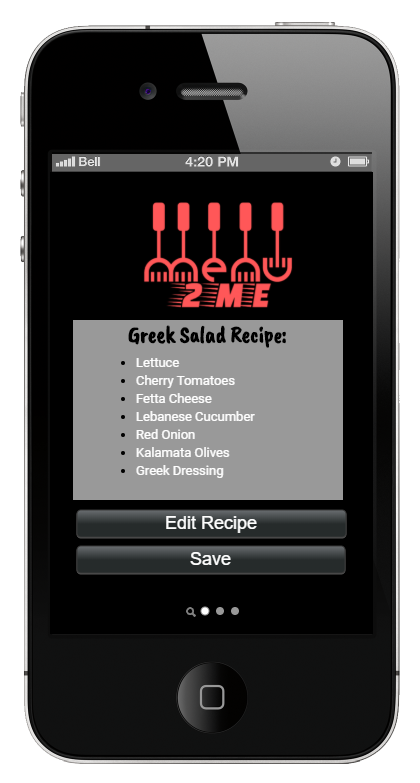 Bell 4:20 PM
menu
2 ME
Greek Salad Recipe:
Lettuce
Cherry Tomatoes
Fetta Cheese
Lebanese Cucumber
Red Onion
Kalamata Olives
Greek Dressing
Edit Recipe
Save